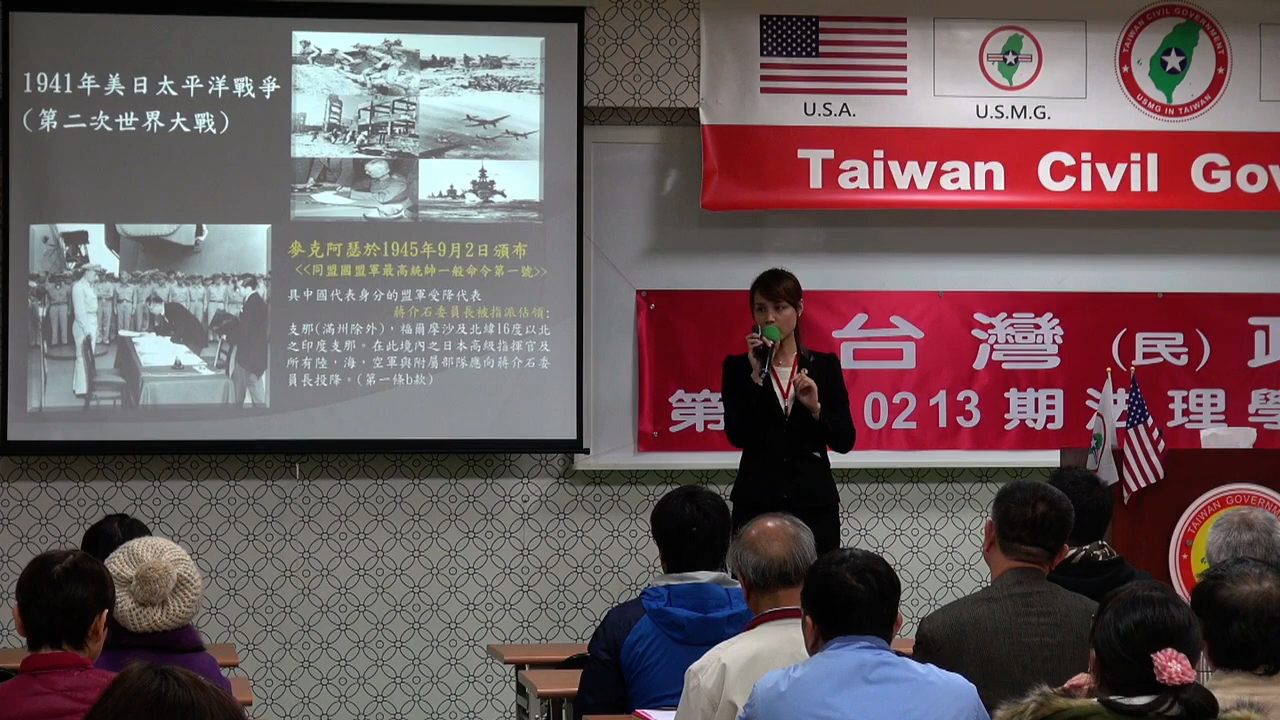 1941年美日太平洋戰爭
(第二次世界大戰)
麥克阿瑟於1945年9月2日頒布
<<同盟國盟軍最高統帥一般命令第一號>>
具中國代表身分的盟軍受降代表
蔣介石委員長被指派佔領:
支那(滿州除外)，福爾摩沙及北緯16度以北
之印度支那。在此境內之日本高級指揮官及
所有陸，海，空軍與附屬部隊應向蔣介石委
員長投降。(第一條b款)
U.S.A.
U.S.M.G.
TAIWAN CIVIL GOVERNMENT
USMG IN TAIWAN
Taiwan Civil Gov
台灣(民)政
第 0213期法理學
TAIWAN GOVERNMENT